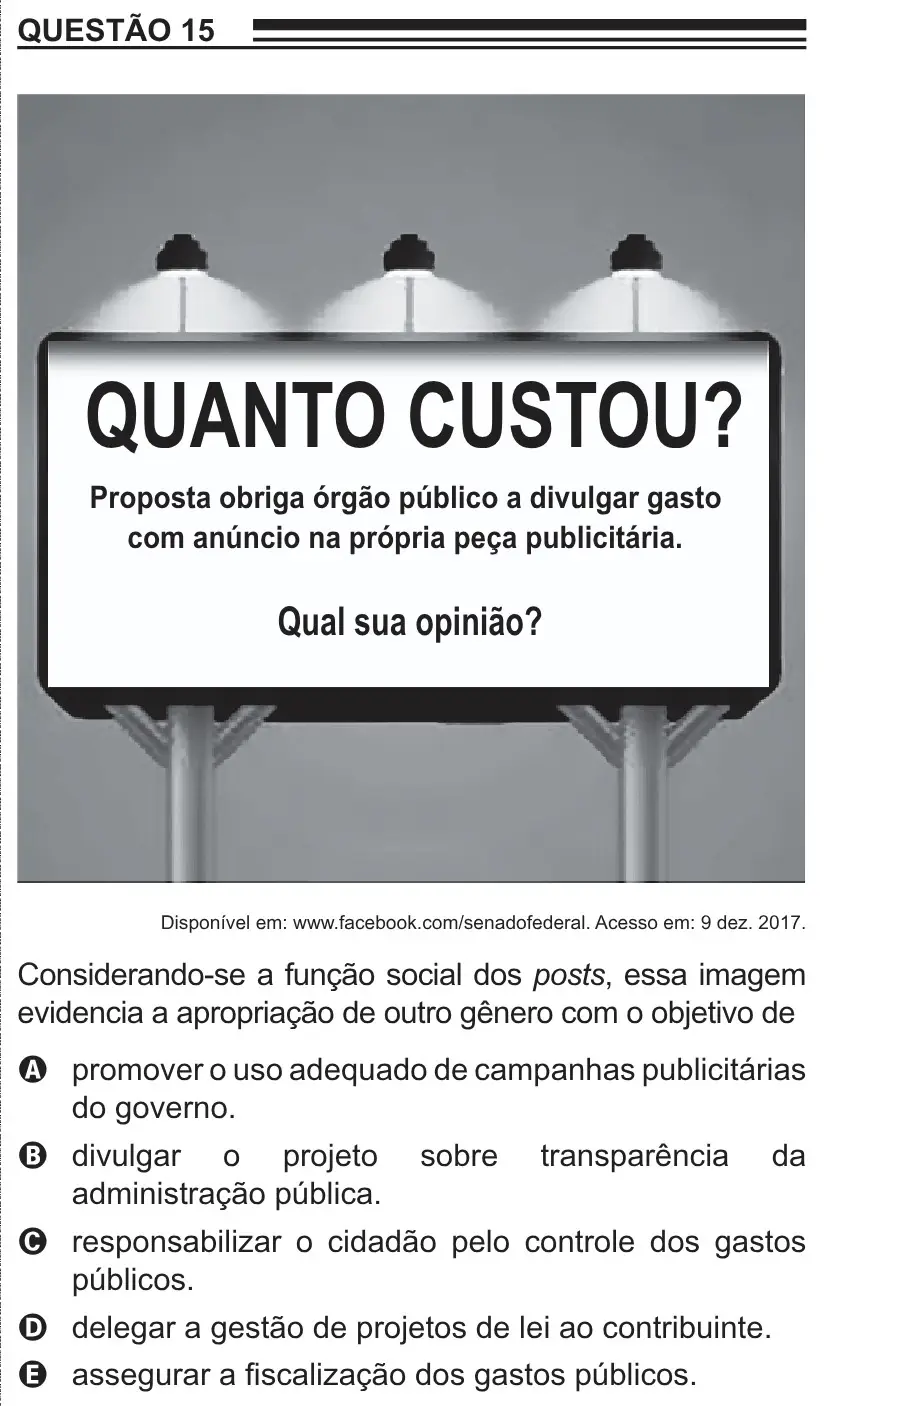 QUESTÃO 15
QUANTO CUSTOU?
Proposta obriga órgão público a divulgar gasto
com anúncio na própria peça publicitária.
Qual sua opinião?
Disponível em: www.facebook.com/senadofederal. Acesso em: 9 dez. 2017.
Considerando-se a função social dos posts, essa imagem
evidencia a apropriação de outro gênero com o objetivo de
A promover o uso adequado de campanhas publicitárias
do governo.
B divulgar o projeto sobre transparência da
administração pública.
C responsabilizar o cidadão pelo controle dos gastos
públicos.
D delegar a gestão de projetos de lei ao contribuinte.
E assegurar a fiscalização dos gastos públicos.